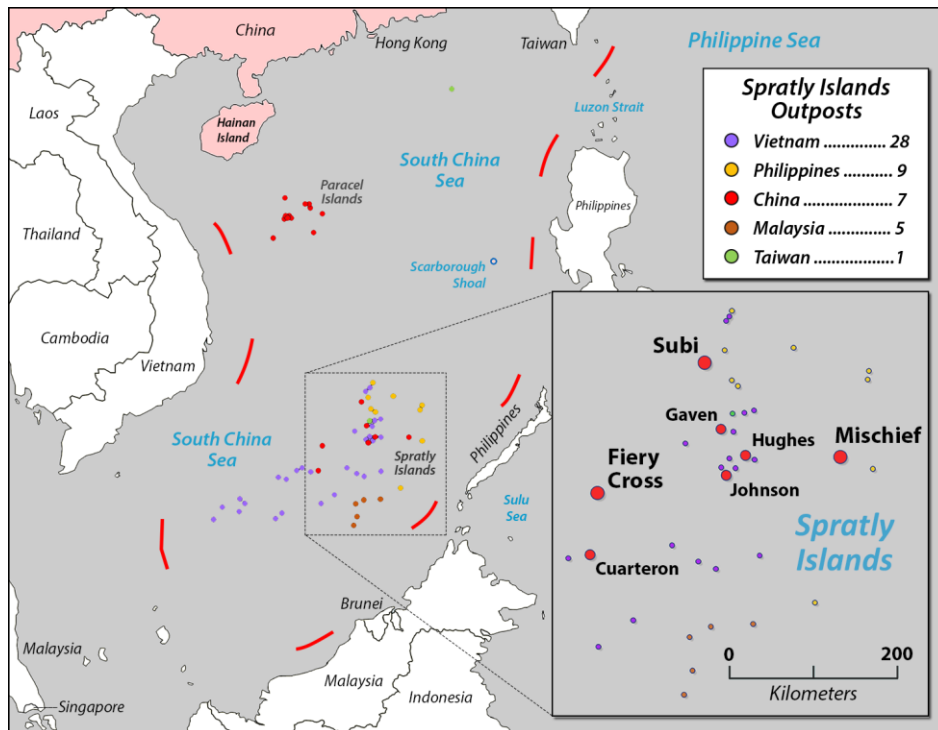 China
Hong Kong
Taiwan
Philippine Sea
Laos
Hainan
Island
Luzon Strait
South China
Sea
Paracel
Islands
Philippines
Thailand
Scarborough
Shoal
Cambodia
Vietnam
South China
Sea
Spratly
Islands
Philippines
Sulu
Sea
Brunei
Malaysia
Malaysia
Indonesia
Singapore
Spratly Islands
Outposts
Vietnam ............. 28
Philippines .......... 9
China ................... 7
Malaysia .............. 5
Taiwan ................. 1
Subi
Gaven
Hughes
Mischief
Fiery
Cross
Johnson
Spratly
Islands
Cuarteron
0 200
Kilometers